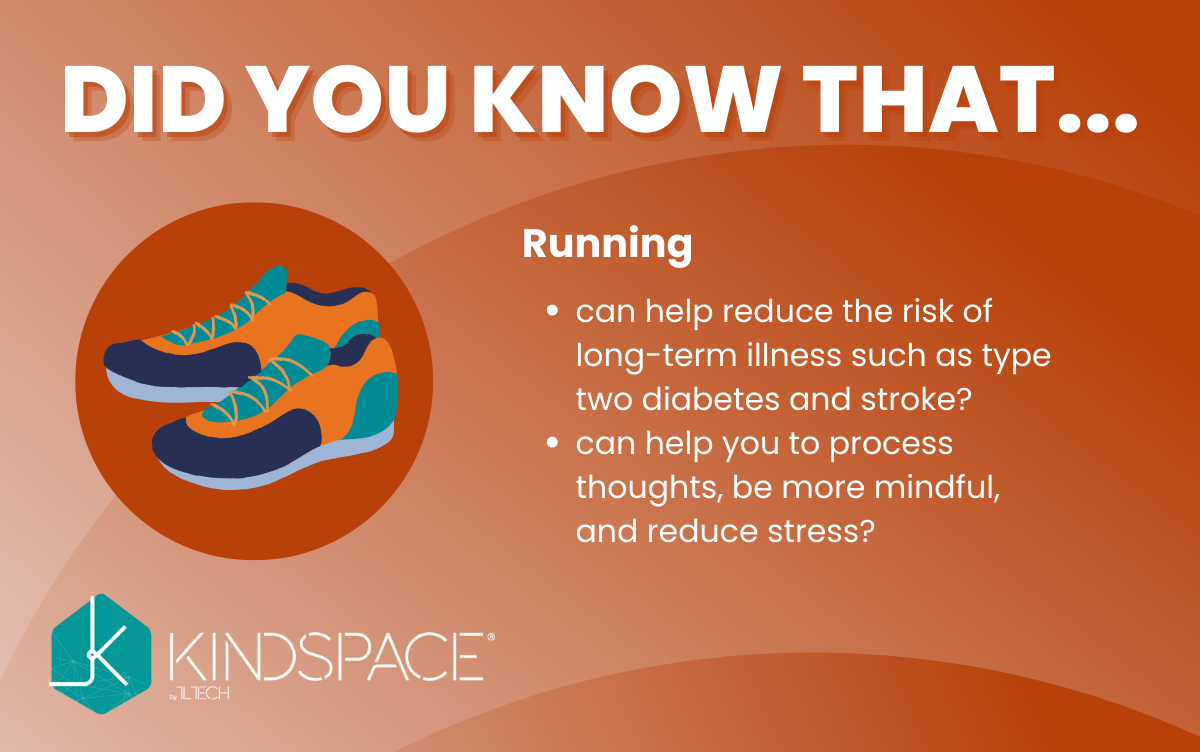 DID YOU KNOW THAT...
Running
• can help reduce the risk of
long-term illness such as type
two diabetes and stroke?
• can help you to process
thoughts, be more mindful,
and reduce stress?
KINDSPACE®
by TLTECH